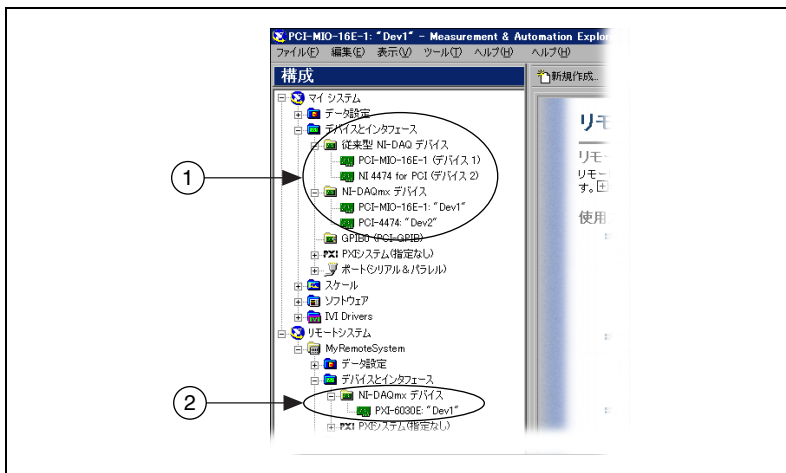 PCI-MIO-16E-1: "Dev1" - Measurement & Automation Explo
ファイル(F) 編集(E) 表示(V) ツール(T) ヘルプ(H) ヘルプ(H)
構成
新規作成...
マイ システム
データ設定
デバイスとインタフェース
従来型 NI-DAQ デバイス
PCI-MIO-16E-1 (デバイス 1)
NI 4474 for PCI (デバイス 2)
NI-DAQmx デバイス
PCI-MIO-16E-1: "Dev1"
PCI-4474: "Dev2"
GPIB0 (PCI-GPIB)
PXI PXIシステム(指定なし)
ポート(シリアル & パラレル)
スケール
ソフトウェア
IVI Drivers
リモートシステム
MyRemoteSystem
データ設定
デバイスとインタフェース
NI-DAQmx デバイス
PXI-6030E: "Dev1"
PXI PXIシステム(指定なし)
リモ
リモー
リモー
す。
使用
1
2